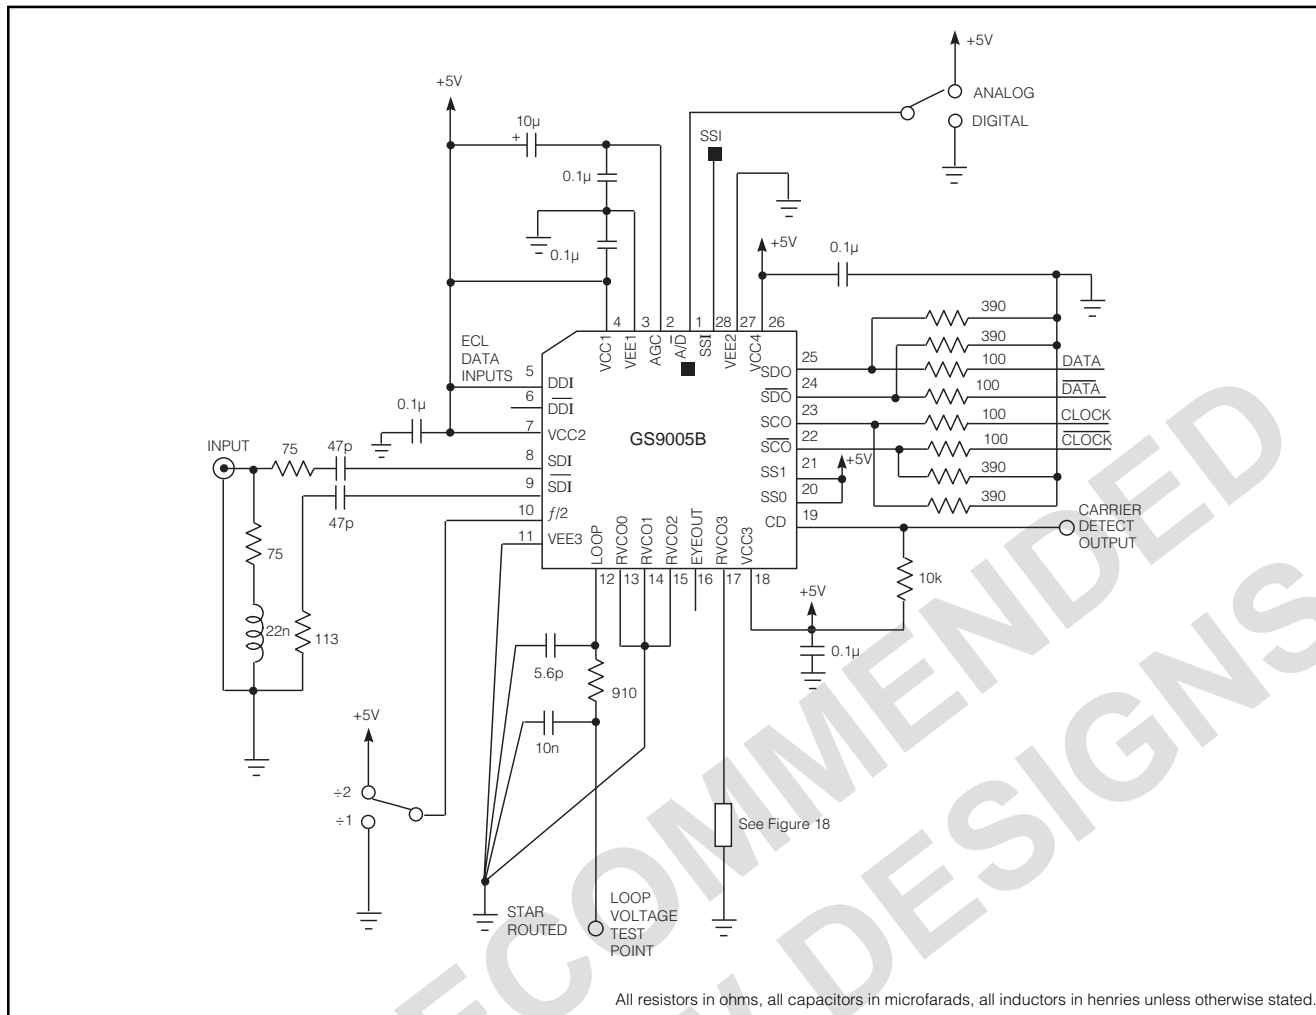 +5V
ANALOG
DIGITAL
+5V
10µ
+
SSI
0.1µ
0.1µ
+5V
0.1µ
4 3 2 1 28 27 26
VCC1
VEE1
AGC
A/D̅
SSI
VEE2
VCC4
ECL
DATA
INPUTS
5 DDI
6 D̅D̅I̅
7 VCC2
0.1µ
GS9005B
INPUT
75
47p
8 SDI
9 S̅D̅I̅
47p
10 ƒ/2
11 VEE3
75
22n
113
25 SDO
24 S̅D̅O̅
23 SCO
22 S̅C̅O̅
21 SS1
20 SS0
19 CD
+5V
390
390
100 DATA
100 D̅A̅T̅A̅
100 CLOCK
100 C̅L̅O̅C̅K̅
390
390
CARRIER
DETECT
OUTPUT
LOOP
RVCO0
RVCO1
RVCO2
EYEOUT
RVCO3
VCC3
12 13 14 15 16 17 18
10k
+5V
0.1µ
5.6p
910
10n
+5V
÷2
÷1
See Figure 18
STAR
ROUTED
LOOP
VOLTAGE
TEST
POINT
ECOMMENDED
DESIGNS
All resistors in ohms, all capacitors in microfarads, all inductors in henries unless otherwise stated.